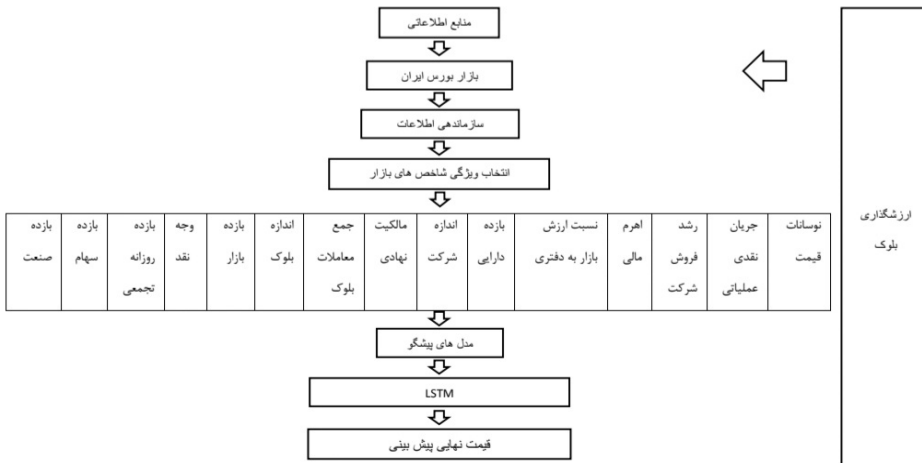 منابع اطلاعاتی
بازار بورس ایران
سازماندهی اطلاعات
انتخاب ویژگی شاخص های بازار
نوسانات
قیمت
جریان
نقدی
عملیاتی
رشد
فروش
شرکت
اهرم
مالی
نسبت ارزش
بازار به دفتری
بازده
دارایی
اندازه
شرکت
مالکیت
نهادی
جمع
معاملات
بلوک
اندازه
بلوک
بازده
بازار
وجه
نقد
بازده
روزانه
تجمعی
بازده
سهام
بازده
صنعت
مدل های پیشگو
LSTM
قیمت نهایی پیش بینی
ارزشگذاری
بلوک